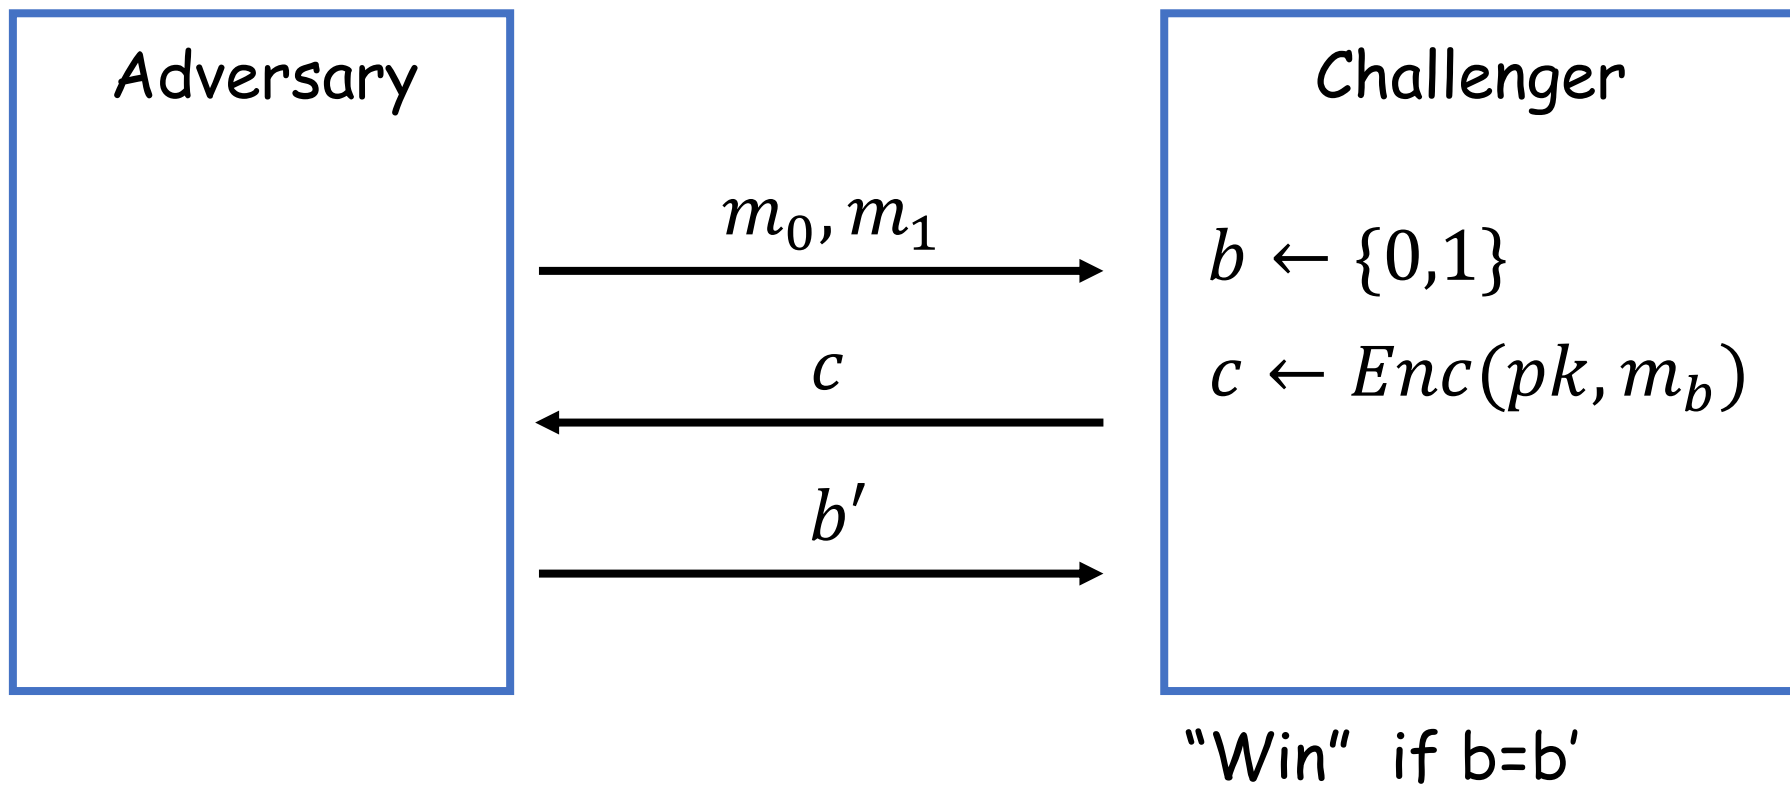 Adversary
Challenger
m₀, m₁
b ← {0,1}
c
c ← Enc(pk, m_b)
b′
“Win” if b=b’